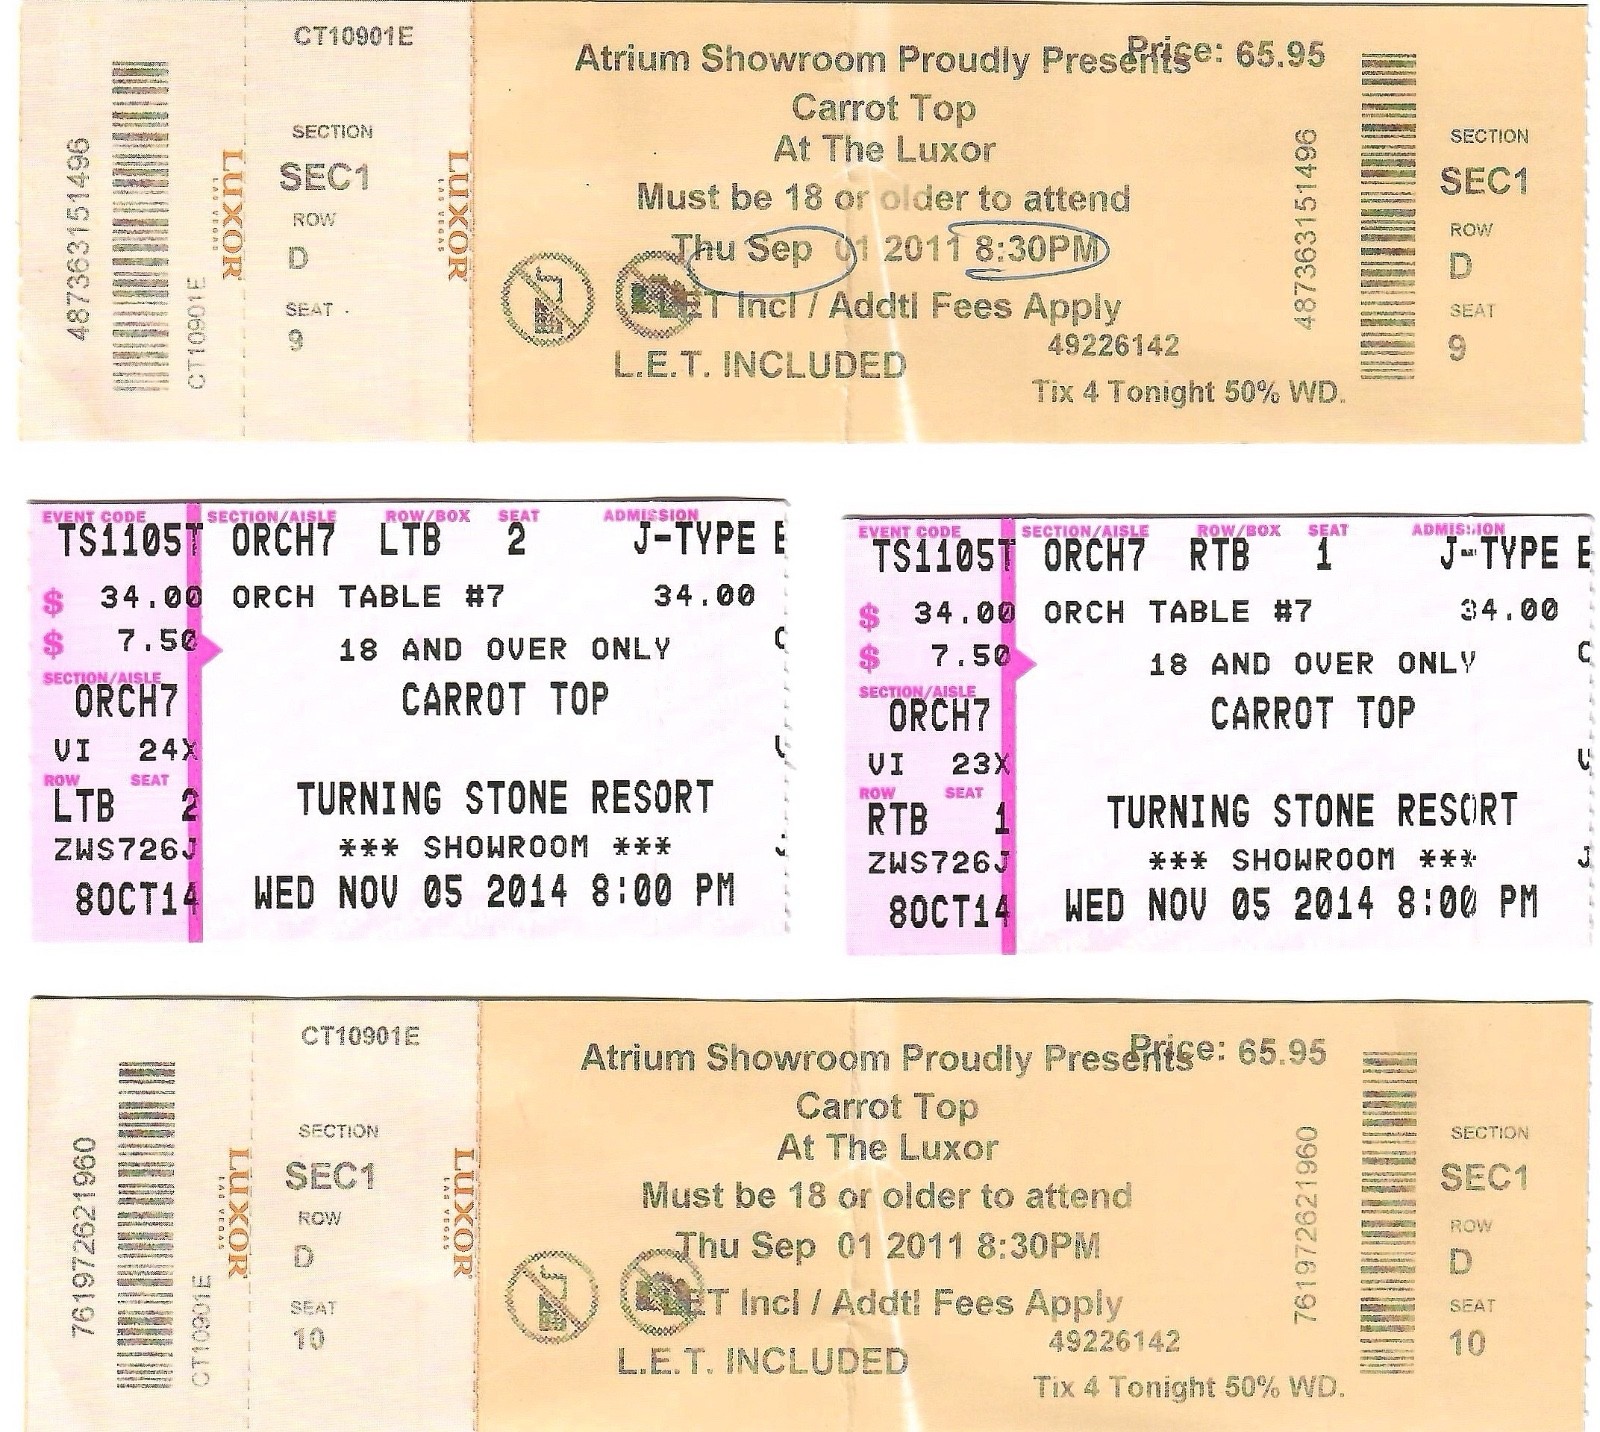 CT10901E
Atrium Showroom Proudly Presents
Price: 65.95
Carrot Top
At The Luxor
Must be 18 or older to attend
Thu Sep 01 2011 8:30PM
ET Incl / Addtl Fees Apply
49226142
L.E.T. INCLUDED
Tix 4 Tonight 50% WD.
487363151496
CT10901E
LUXOR
LAS VEGAS
SECTION
SEC1
ROW
D
SEAT
9
LUXOR
LAS VEGAS
487363151496
SECTION
SEC1
ROW
D
SEAT
9
EVENT CODE SECTION/AISLE ROW/BOX SEAT ADMISSION
TS1105T ORCH7 LTB 2 J-TYPE E
$ 34.00 ORCH TABLE #7 34.00
$ 7.50 18 AND OVER ONLY
SECTION/AISLE
ORCH7 CARROT TOP
VI 24X
ROW SEAT
LTB 2 TURNING STONE RESORT
ZWS726J *** SHOWROOM ***
8OCT14 WED NOV 05 2014 8:00 PM
EVENT CODE SECTION/AISLE ROW/BOX SEAT ADMISSION
TS1105T ORCH7 RTB 1 J-TYPE E
$ 34.00 ORCH TABLE #7 34.00
$ 7.50 18 AND OVER ONLY
SECTION/AISLE
ORCH7 CARROT TOP
VI 23X
ROW SEAT
RTB 1 TURNING STONE RESORT
ZWS726J *** SHOWROOM ***
8OCT14 WED NOV 05 2014 8:00 PM
CT10901E
Atrium Showroom Proudly Presents
Price: 65.95
Carrot Top
At The Luxor
Must be 18 or older to attend
Thu Sep 01 2011 8:30PM
ET Incl / Addtl Fees Apply
49226142
L.E.T. INCLUDED
Tix 4 Tonight 50% WD.
761972621960
CT10901E
LUXOR
LAS VEGAS
SECTION
SEC1
ROW
D
SEAT
10
LUXOR
LAS VEGAS
761972621960
SECTION
SEC1
ROW
D
SEAT
10